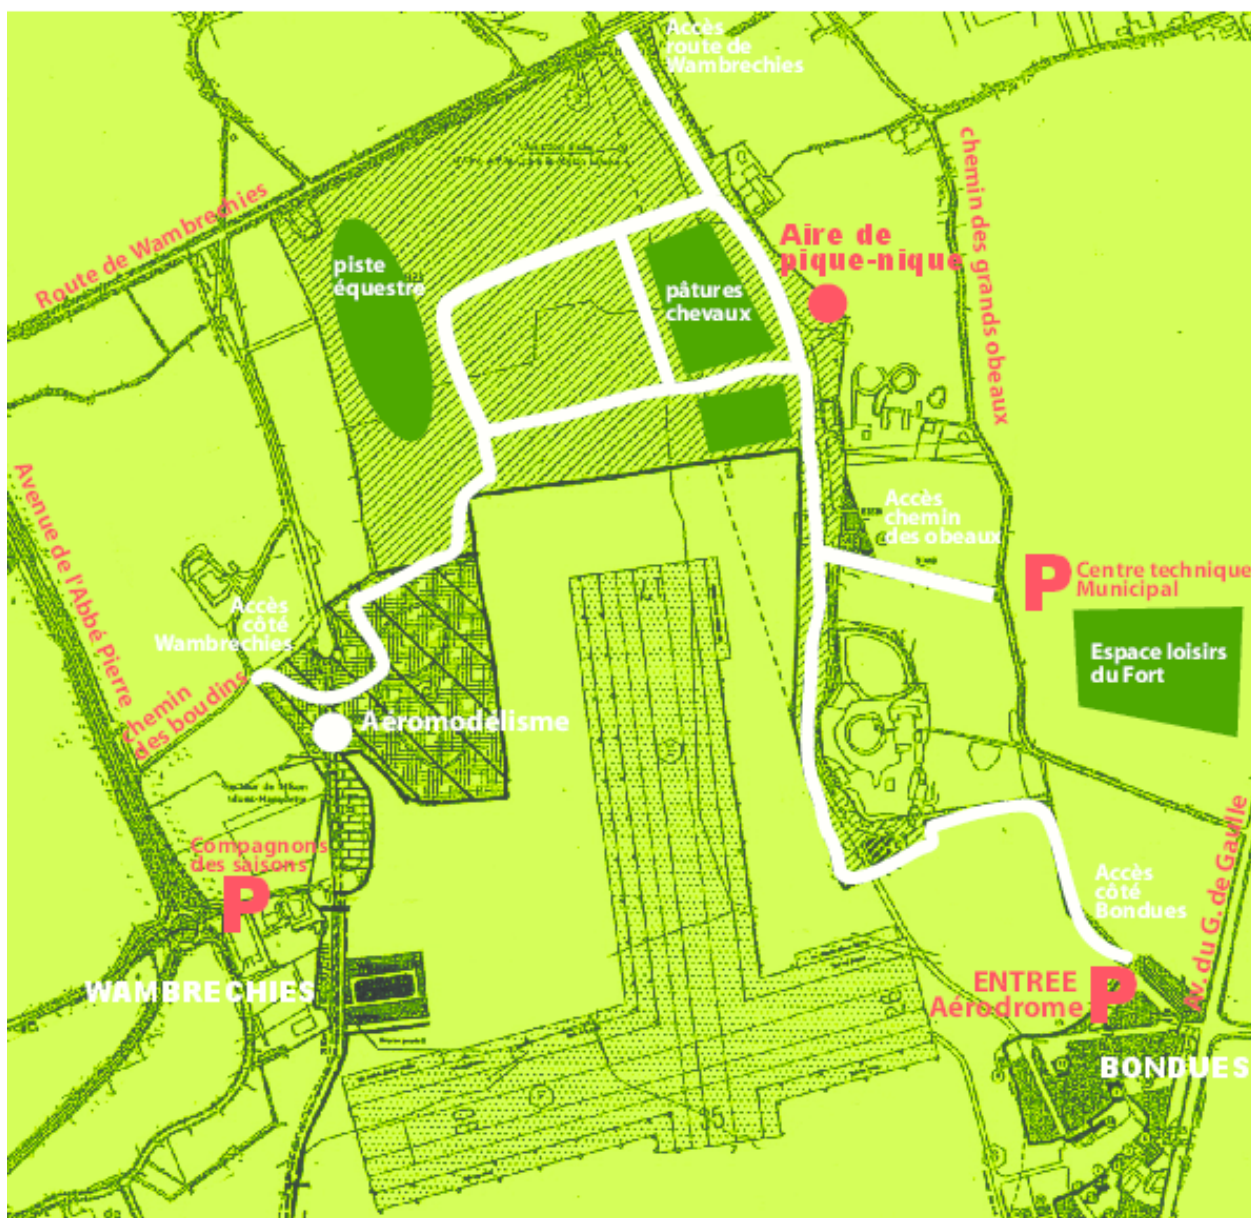 Accès
route de
Wambrechies
chemin des grands obeaux
Route de Wambrechies
Aire de
pique-nique
piste
équestre
pâtures
chevaux
Avenue de l'Abbé Pierre
Accès
chemin
des obeaux
Centre technique
Municipal
P
Accès
côté
Wambrechies
Espace loisirs
du Fort
chemin
des boudins
Aéromodélisme
Compagnons
des saisons
P
Av. du G. de Gaulle
Accès
côté
Bondues
WAMBRECHIES
ENTREE
Aérodrome
P
BONDUES
35